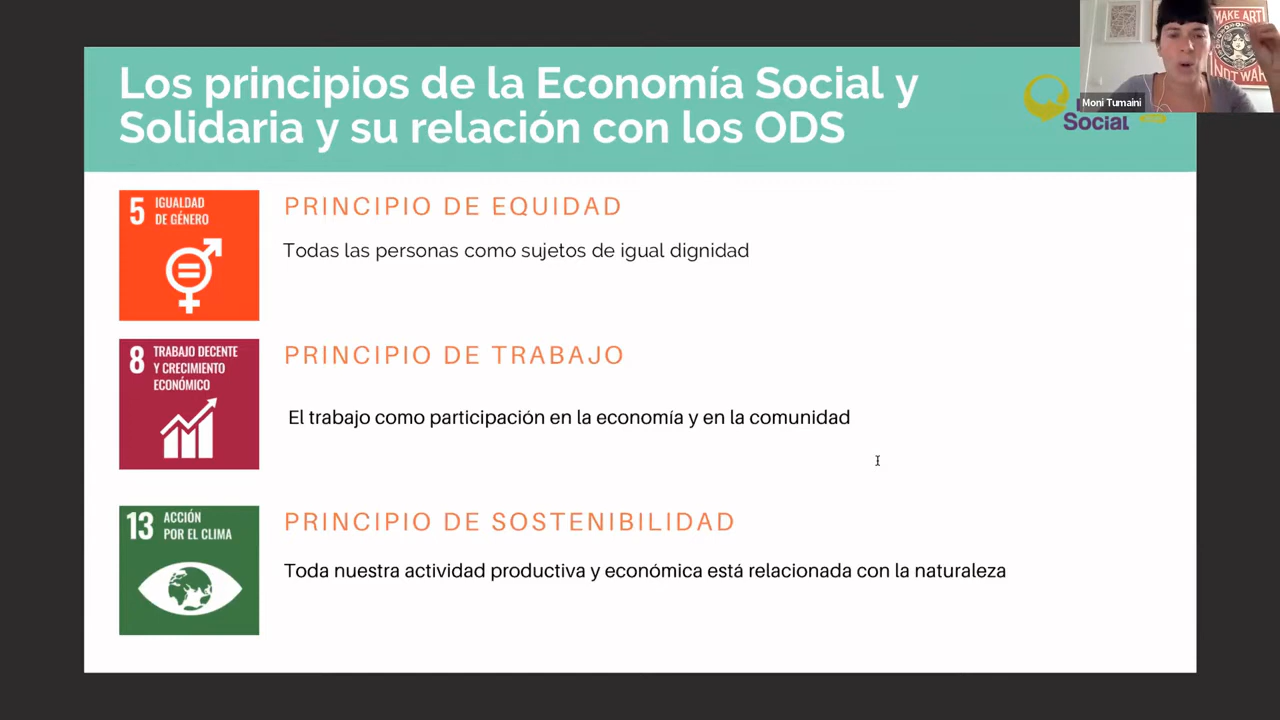 Los principios de la Economía Social y
Solidaria y su relación con los ODS
MAKE ART
NOT WAR
Moni Tumaini
Social
5 IGUALDAD
DE GÉNERO
PRINCIPIO DE EQUIDAD
Todas las personas como sujetos de igual dignidad
8 TRABAJO DECENTE
Y CRECIMIENTO
ECONÓMICO
PRINCIPIO DE TRABAJO
El trabajo como participación en la economía y en la comunidad
13 ACCIÓN
POR EL CLIMA
PRINCIPIO DE SOSTENIBILIDAD
Toda nuestra actividad productiva y económica está relacionada con la naturaleza